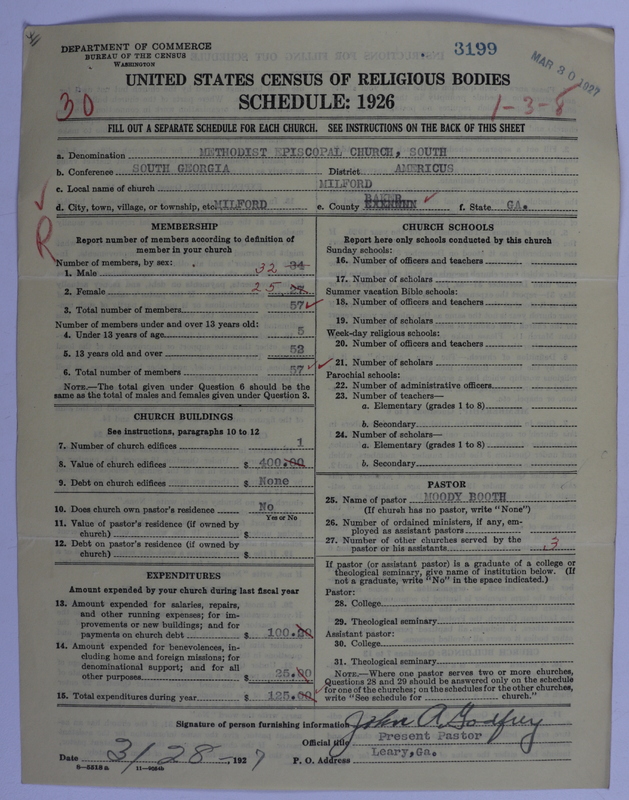 DEPARTMENT OF COMMERCE
BUREAU OF THE CENSUS
WASHINGTON
3199
MAR 30 1927
UNITED STATES CENSUS OF RELIGIOUS BODIES
SCHEDULE: 1926
30
1-3-8
FILL OUT A SEPARATE SCHEDULE FOR EACH CHURCH. SEE INSTRUCTIONS ON THE BACK OF THIS SHEET
a. Denomination METHODIST EPISCOPAL CHURCH, SOUTH
b. Conference SOUTH GEORGIA District AMERICUS
c. Local name of church MILFORD
d. City, town, village, or township, etc. MILFORD e. County BAKER f. State GA.
R
MEMBERSHIP
Report number of members according to definition of
member in your church
Number of members, by sex:
1. Male 32 34
2. Female 25
3. Total number of members 57
Number of members under and over 13 years old:
4. Under 13 years of age 5
5. 13 years old and over 52
6. Total number of members 57
NOTE.—The total given under Question 6 should be the
same as the total of males and females given under Question 3.
CHURCH BUILDINGS
See instructions, paragraphs 10 to 12
7. Number of church edifices 1
8. Value of church edifices $ 400.00
9. Debt on church edifices $ None
10. Does church own pastor's residence No
Yes or No
11. Value of pastor's residence (if owned by
church) $
12. Debt on pastor's residence (if owned by
church) $
EXPENDITURES
Amount expended by your church during last fiscal year
13. Amount expended for salaries, repairs,
and other running expenses; for im-
provements or new buildings; and for
payments on church debt $ 100.00
14. Amount expended for benevolences, in-
cluding home and foreign missions; for
denominational support; and for all
other purposes $ 25.00
15. Total expenditures during year $ 125.00
CHURCH SCHOOLS
Report here only schools conducted by this church
Sunday schools:
16. Number of officers and teachers
17. Number of scholars
Summer vacation Bible schools:
18. Number of officers and teachers
19. Number of scholars
Week-day religious schools:
20. Number of officers and teachers
21. Number of scholars
Parochial schools:
22. Number of administrative officers
23. Number of teachers—
a. Elementary (grades 1 to 8)
b. Secondary
24. Number of scholars—
a. Elementary (grades 1 to 8)
b. Secondary
PASTOR
25. Name of pastor MOODY BOOTH
(If church has no pastor, write "None")
26. Number of ordained ministers, if any, em-
ployed as assistant pastors
27. Number of other churches served by the
pastor or his assistants 3
If pastor (or assistant pastor) is a graduate of a college or
theological seminary, give name of institution below. (If
not a graduate, write "No" in the space indicated.)
Pastor:
28. College
29. Theological seminary
Assistant pastor:
30. College
31. Theological seminary
NOTE.—Where one pastor serves two or more churches,
Questions 28 and 29 should be answered only on the schedule
for one of the churches; on the schedules for the other churches,
write "See schedule for church."
Signature of person furnishing information John A Godfrey
Official title Present Pastor
Date 3/28, 1927 P. O. Address Leary, Ga.
8-5518a 11-9054b